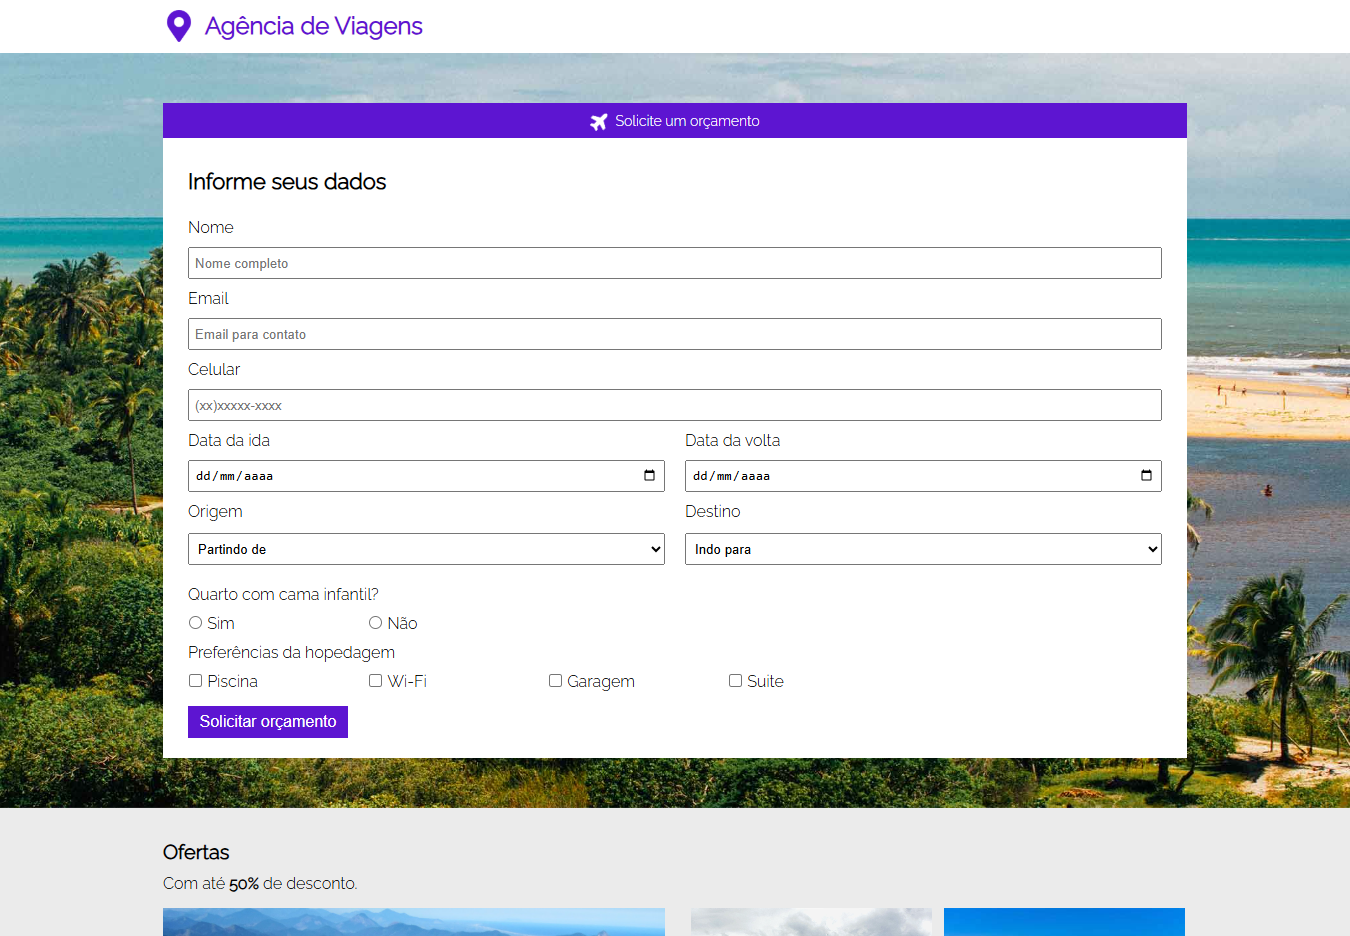 Agência de Viagens
Solicite um orçamento
Informe seus dados
Nome
Nome completo
Email
Email para contato
Celular
(xx)xxxxx-xxxx
Data da ida
Data da volta
dd/mm/aaaa
dd/mm/aaaa
Origem
Destino
Partindo de
Indo para
Quarto com cama infantil?
Sim
Não
Preferências da hopedagem
Piscina
Wi-Fi
Garagem
Suite
Solicitar orçamento
Ofertas
Com até 50% de desconto.